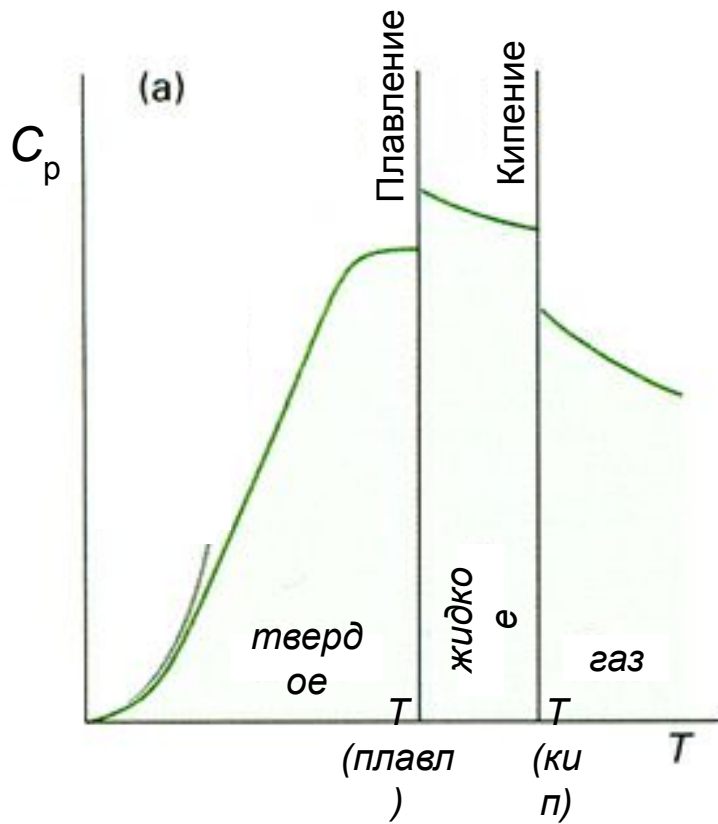 (a)
Cp
Плавление
Кипение
тверд
ое
жидко
е
газ
T
(плавл
)
T
(ки
п)
T